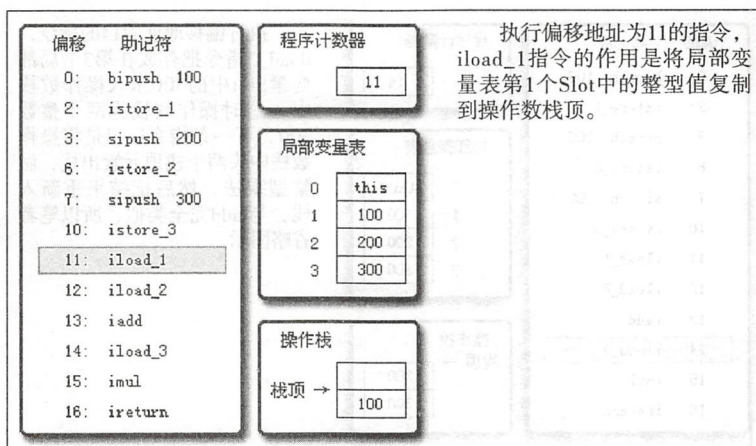 偏移 助记符
0: bipush 100
2: istore_1
3: sipush 200
6: istore_2
7: sipush 300
10: istore_3
11: iload_1
12: iload_2
13: iadd
14: iload_3
15: imul
16: ireturn
程序计数器
11
局部变量表
0 this
1 100
2 200
3 300
操作栈
栈顶 →
100
执行偏移地址为11的指令，
iload_1指令的作用是将局部变
量表第1个Slot中的整型值复制
到操作数栈顶。